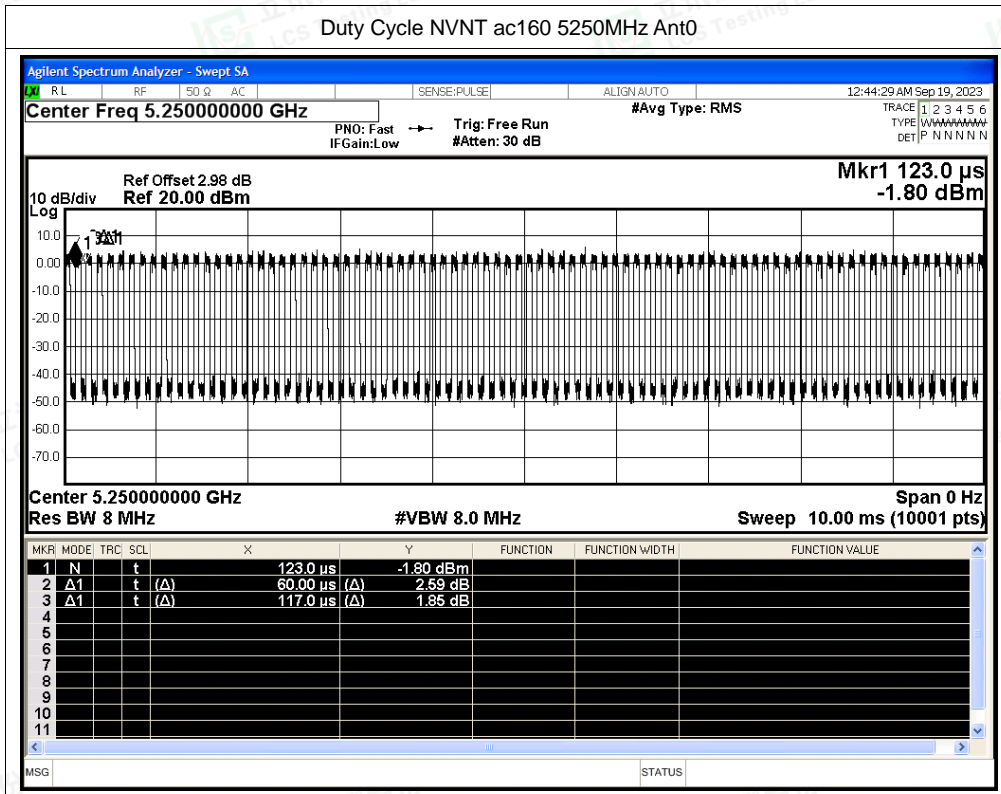 Duty Cycle NVNT ac160 5250MHz Ant0
Agilent Spectrum Analyzer - Swept SA
LXI RL RF 50 Ω AC SENSE:PULSE ALIGN AUTO 12:44:29 AM Sep 19, 2023
Center Freq 5.250000000 GHz
PNO: Fast
IFGain:Low
Trig: Free Run
#Atten: 30 dB
#Avg Type: RMS
TRACE 1 2 3 4 5 6
TYPE WWWWWW
DET P N N N N N
Ref Offset 2.98 dB
10 dB/div Ref 20.00 dBm
Log
Mkr1 123.0 µs
-1.80 dBm
10.0
0.00
-10.0
-20.0
-30.0
-40.0
-50.0
-60.0
-70.0
1
Center 5.250000000 GHz Span 0 Hz
Res BW 8 MHz #VBW 8.0 MHz Sweep 10.00 ms (10001 pts)
MKR MODE TRC SCL X Y FUNCTION FUNCTION WIDTH FUNCTION VALUE
1 N t 123.0 µs -1.80 dBm
2 Δ1 t (Δ) 60.00 µs (Δ) 2.59 dB
3 Δ1 t (Δ) 117.0 µs (Δ) 1.85 dB
4
5
6
7
8
9
10
11
MSG STATUS